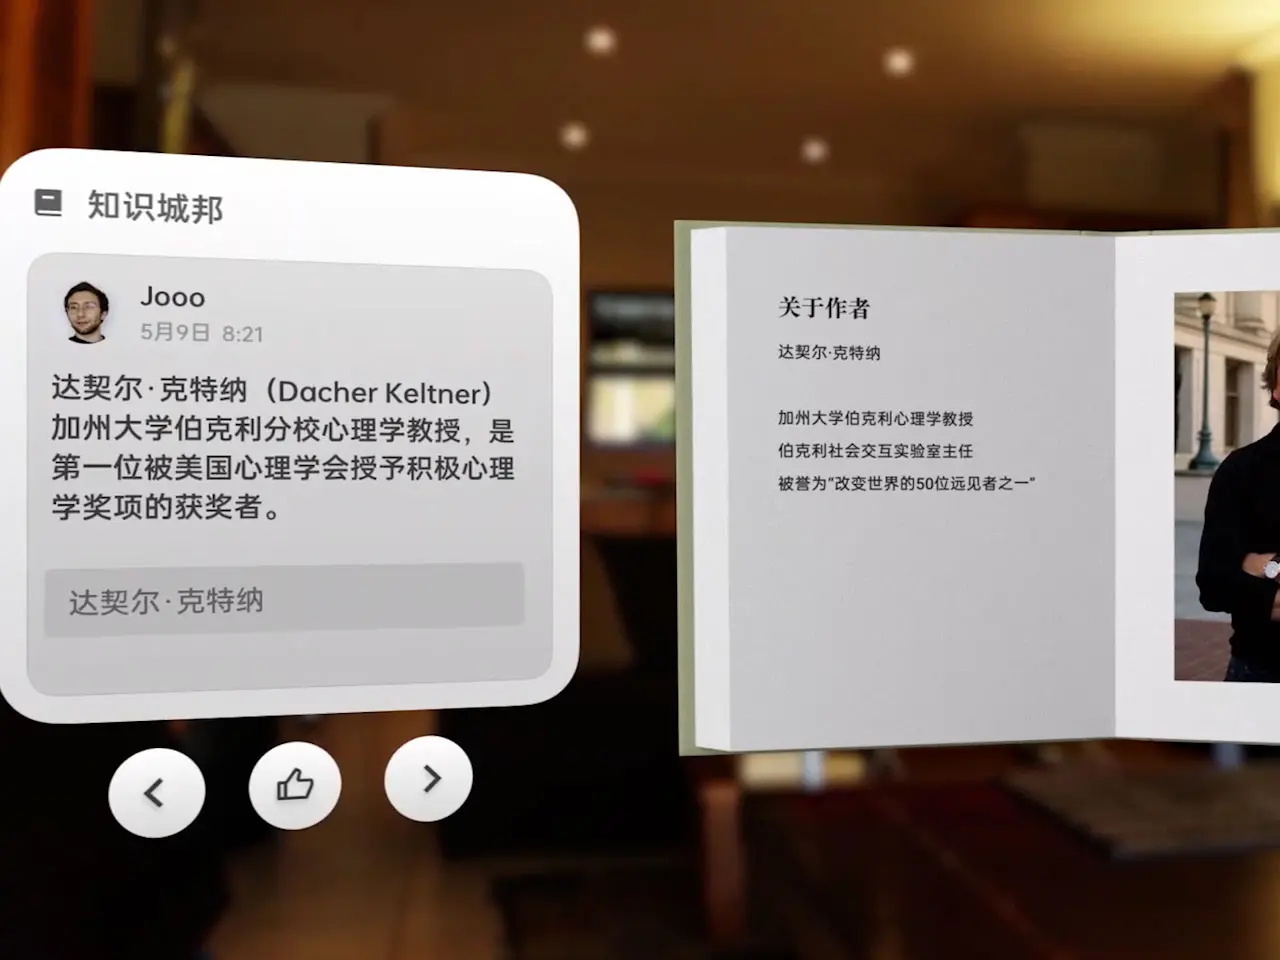 知识城邦
Jooo
5月9日 8:21
达契尔·克特纳（Dacher Keltner）
加州大学伯克利分校心理学教授，是
第一位被美国心理学会授予积极心理
学奖项的获奖者。
达契尔·克特纳
关于作者
达契尔·克特纳
加州大学伯克利心理学教授
伯克利社会交互实验室主任
被誉为“改变世界的50位远见者之一”